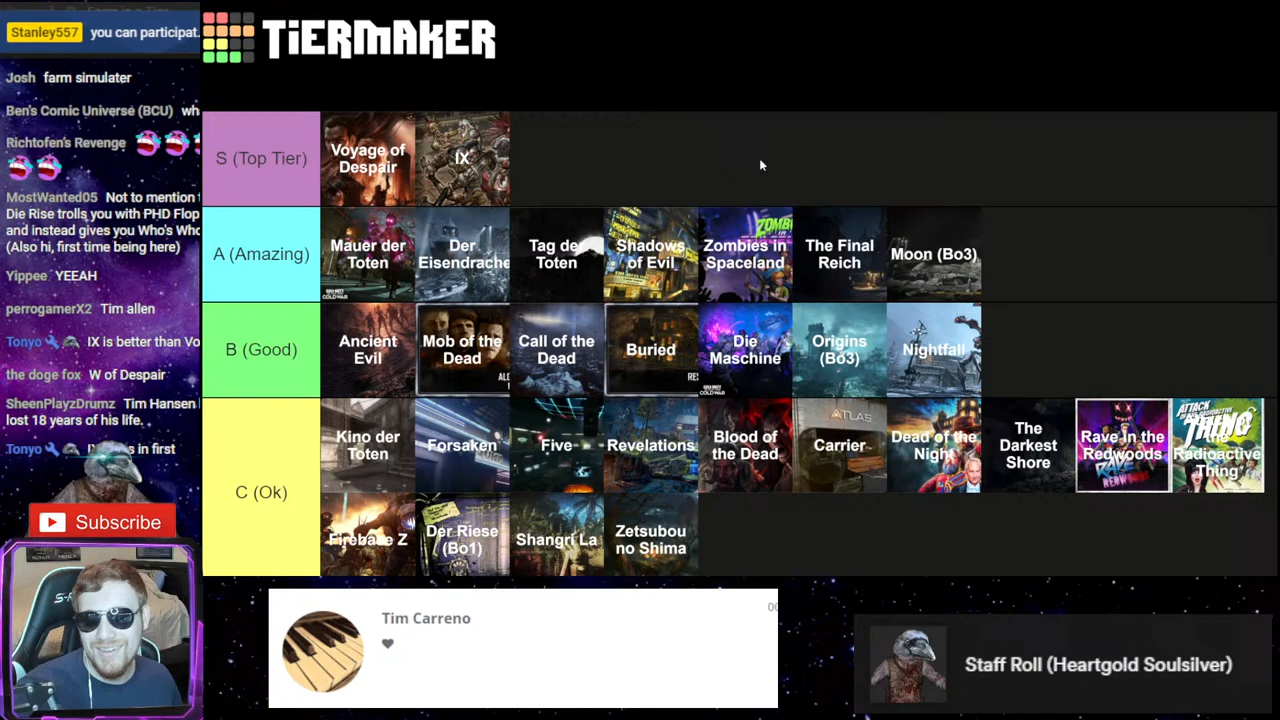 Stanley557 you can participat.
Josh farm simulater
Ben's Comic Universe (BCU) wh
Richtofen's Revenge
MostWanted05 Not to mention t
Die Rise trolls you with PHD Flop
and instead gives you Who's Who
(Also hi, first time being here)
Yippee YEEAH
perrogamerX2 Tim allen
Tonyo IX is better than Vo
the doge fox W of Despair
SheenPlayzDrumz Tim Hansen
lost 18 years of his life.
Tonyo in first
Subscribe
TiERMAKER
S (Top Tier)
Voyage of
Despair
IX
A (Amazing)
Mauer der
Toten
Der
Eisendrache
Tag der
Toten
Shadows
of Evil
Zombies in
Spaceland
The Final
Reich
Moon (Bo3)
B (Good)
Ancient
Evil
Mob of the
Dead
Call of the
Dead
Buried
Die
Maschine
Origins
(Bo3)
Nightfall
C (Ok)
Kino der
Toten
Forsaken
Five
Revelations
Blood of
the Dead
ATLAS
Carrier
Dead of the
Night
The
Darkest
Shore
Rave in the
Redwoods
ATTACK
Radioactive
Thing
Firebase Z
Der Riese
(Bo1)
Shangri La
Zetsubou
no Shima
Tim Carreno
Staff Roll (Heartgold Soulsilver)